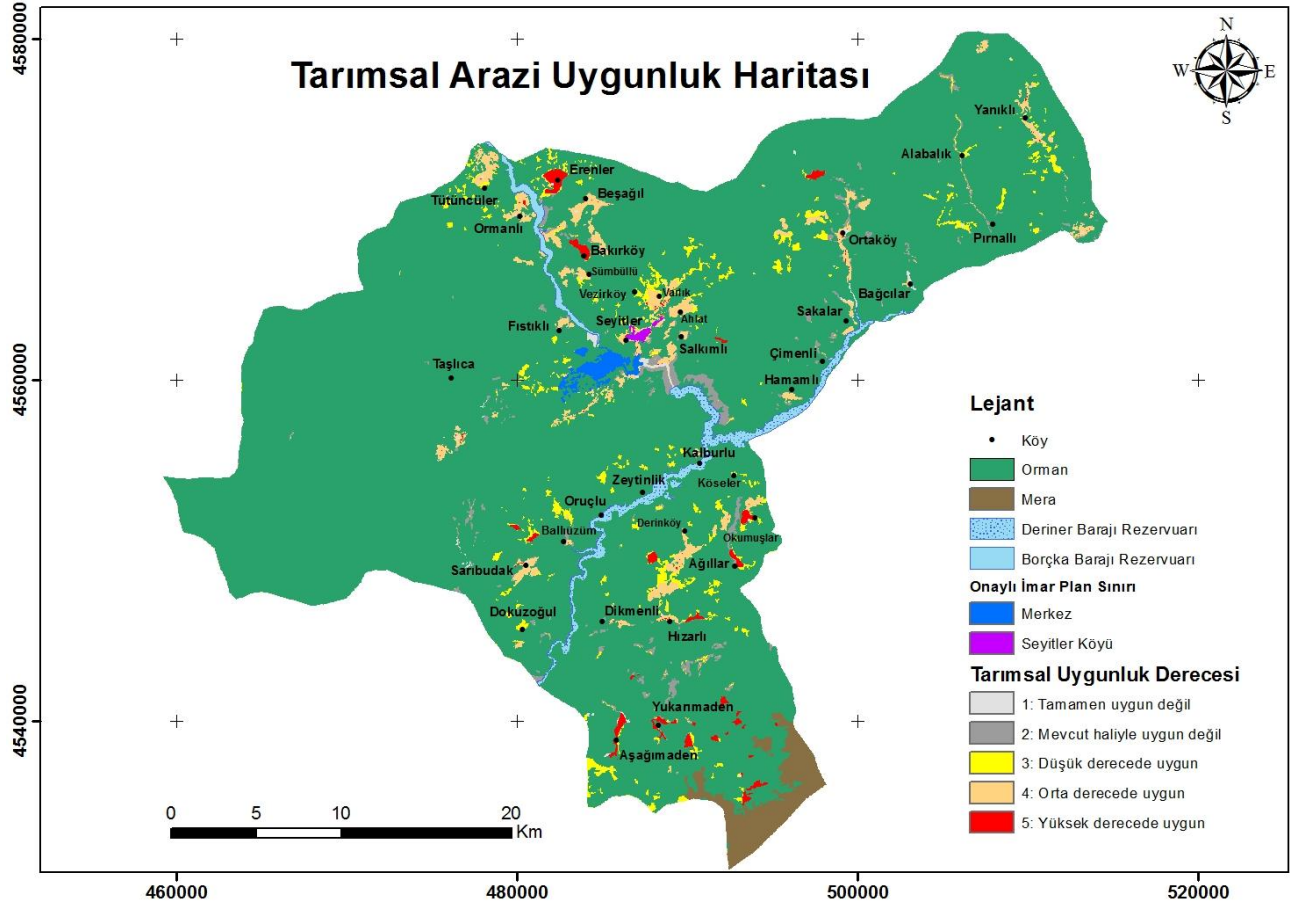 Tarımsal Arazi Uygunluk Haritası
N
W
E
S
4580000
4560000
4540000
460000
480000
500000
520000
Yanıklı
Alabalık
Pırnallı
Erenler
Beşağıl
Tütüncüler
Ormanlı
Bakırköy
Sümbüllü
Vezirköy
Varlık
Ahlat
Seyitler
Salkımlı
Fıstıklı
Taşlıca
Ortaköy
Bağcılar
Sakalar
Çimenli
Hamamlı
Kalburlu
Köseler
Zeytinlik
Oruçlu
Derinköy
Okumuşlar
Ballıüzüm
Sarıbudak
Ağıllar
Dokuzoğul
Dikmenli
Hızarlı
Yukarımaden
Aşağımaden
0
5
10
20
Km
Lejant
Köy
Orman
Mera
Deriner Barajı Rezervuarı
Borçka Barajı Rezervuarı
Onaylı İmar Plan Sınırı
Merkez
Seyitler Köyü
Tarımsal Uygunluk Derecesi
1: Tamamen uygun değil
2: Mevcut haliyle uygun değil
3: Düşük derecede uygun
4: Orta derecede uygun
5: Yüksek derecede uygun